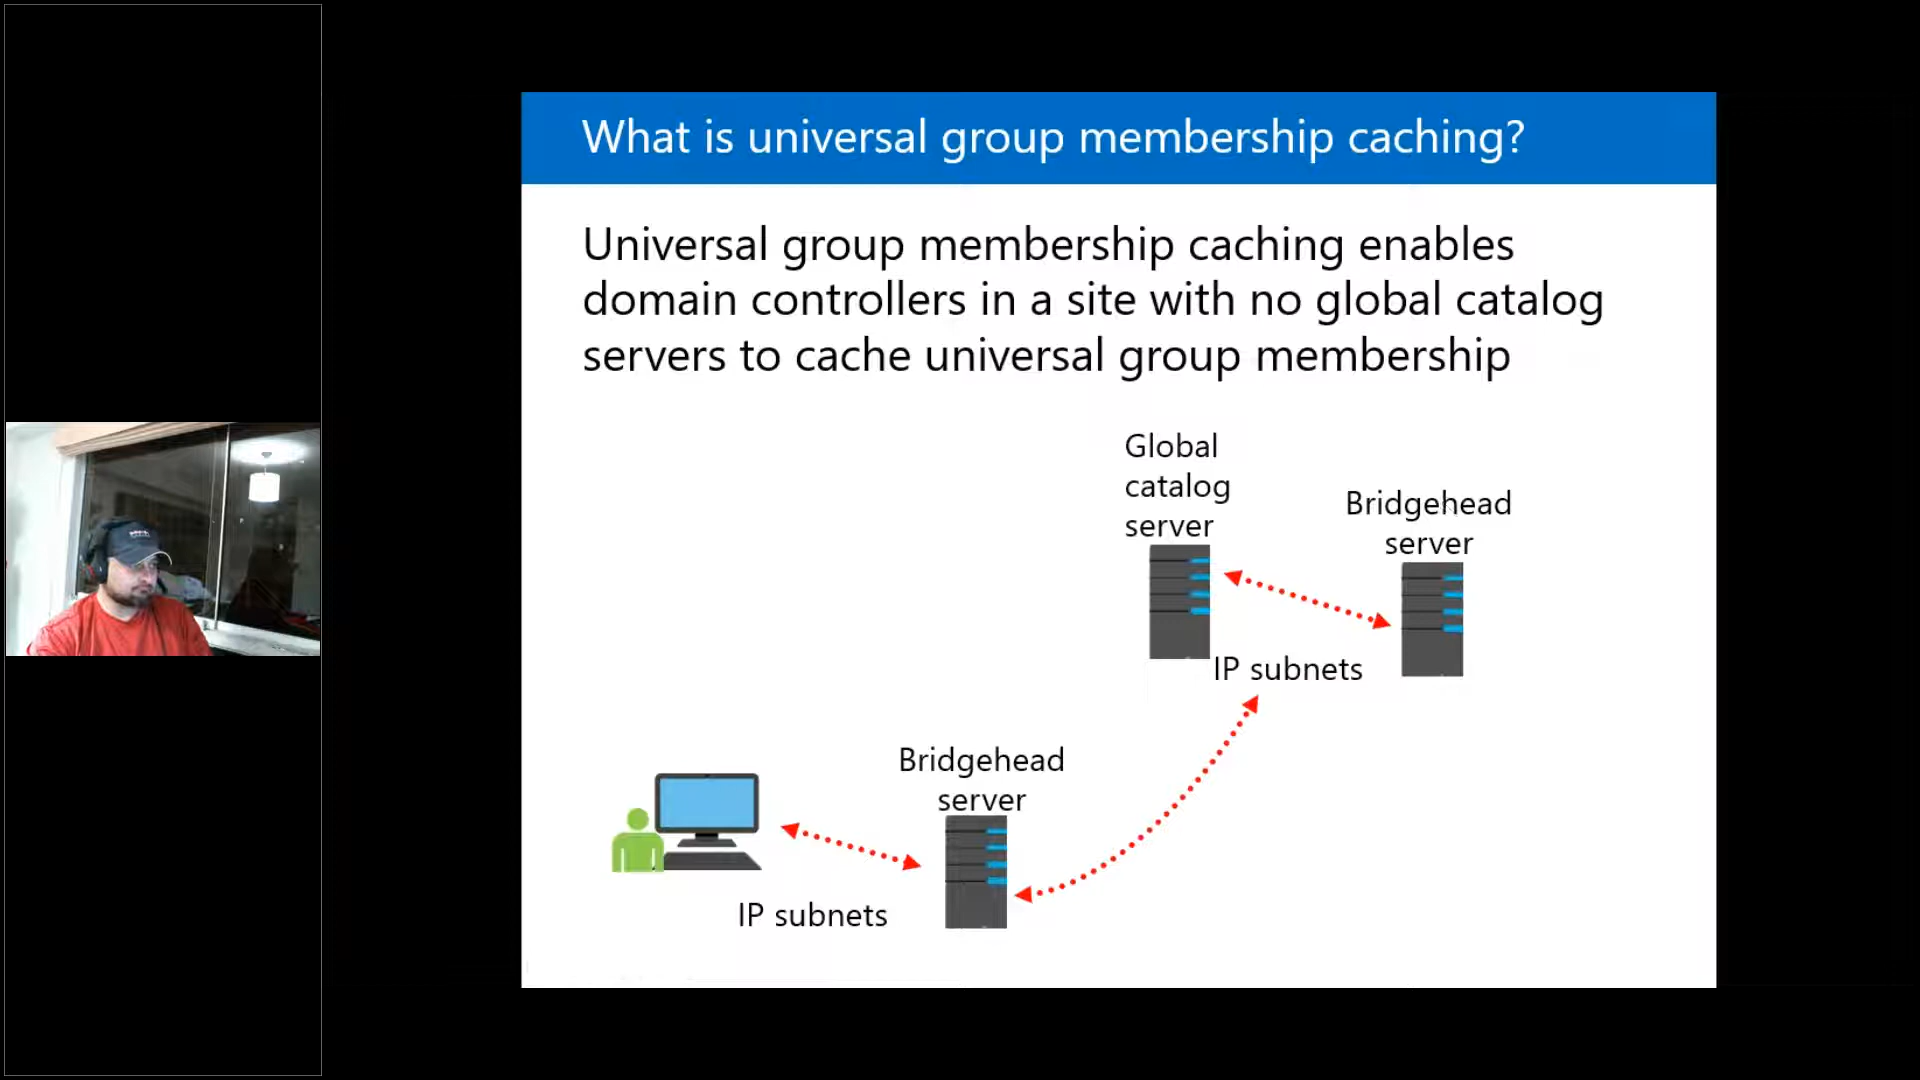 What is universal group membership caching?
Universal group membership caching enables
domain controllers in a site with no global catalog
servers to cache universal group membership
Global
catalog
server
Bridgehead
server
IP subnets
Bridgehead
server
IP subnets